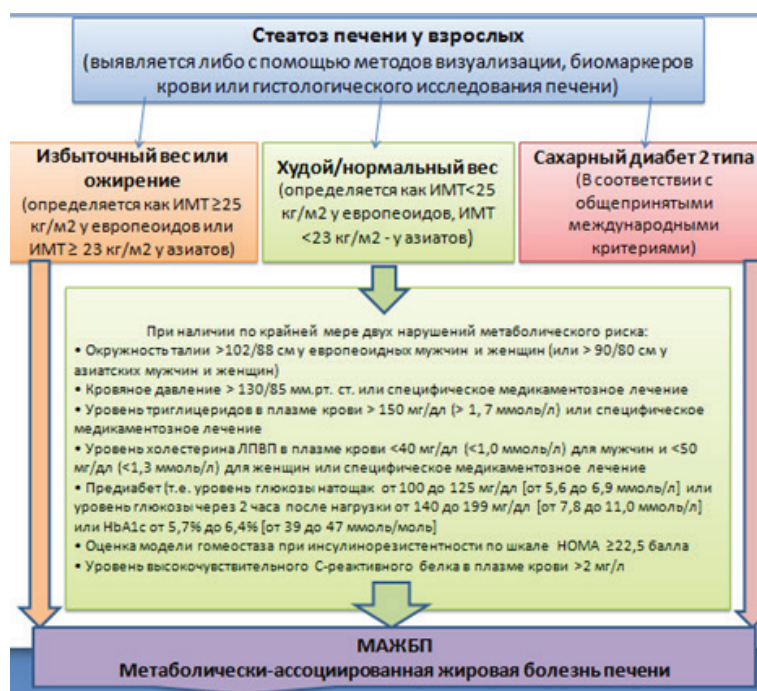 Стеатоз печени у взрослых
(выявляется либо с помощью методов визуализации, биомаркеров
крови или гистологического исследования печени)
Избыточный вес или
ожирение
(определяется как ИМТ ≥25
кг/м2 у европеоидов или
ИМТ≥ 23 кг/м2 у азиатов)
Худой/нормальный вес
(определяется как ИМТ<25
кг/м2 у европеоидов, ИМТ
<23 кг/м2 - у азиатов)
Сахарный диабет 2 типа
(В соответствии с
общепринятыми
международными
критериями)
При наличии по крайней мере двух нарушений метаболического риска:
• Окружность талии >102/88 см у европеоидных мужчин и женщин (или > 90/80 см у
азиатских мужчин и женщин)
• Кровяное давление > 130/85 мм.рт. ст. или специфическое медикаментозное лечение
• Уровень триглицеридов в плазме крови > 150 мг/дл (> 1, 7 ммоль/л) или специфическое
медикаментозное лечение
• Уровень холестерина ЛПВП в плазме крови <40 мг/дл (<1,0 ммоль/л) для мужчин и <50
мг/дл (<1,3 ммоль/л) для женщин или специфическое медикаментозное лечение
• Предиабет (т.е. уровень глюкозы натощак от 100 до 125 мг/дл [от 5,6 до 6,9 ммоль/л] или
уровень глюкозы через 2 часа после нагрузки от 140 до 199 мг/дл [от 7,8 до 11,0 ммоль/л]
или HbA1c от 5,7% до 6,4% [от 39 до 47 ммоль/моль]
• Оценка модели гомеостаза при инсулинорезистентности по шкале HOMA ≥22,5 балла
• Уровень высокочувствительного С-реактивного белка в плазме крови >2 мг/л
МАЖБП
Метаболически-ассоциированная жировая болезнь печени